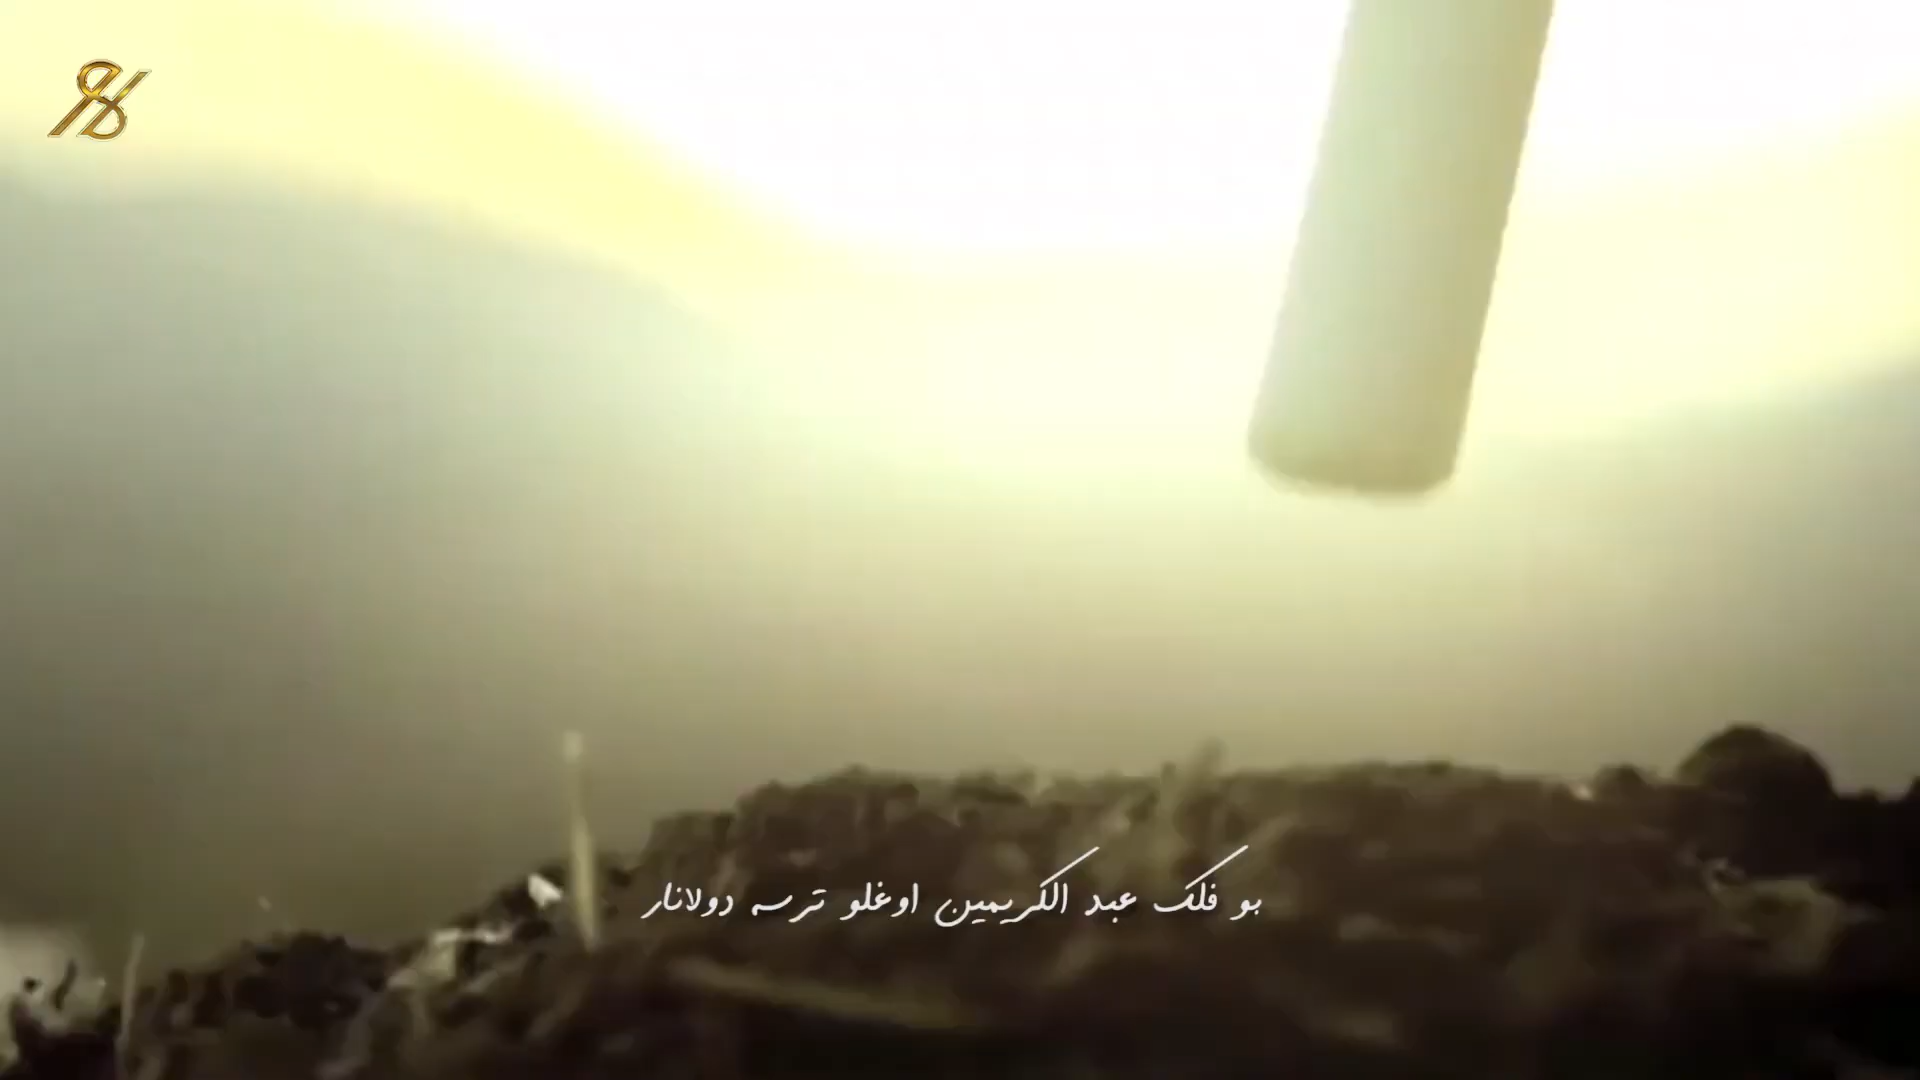 بو فلک عبد الکریمین اوغلو ترسه دولانار